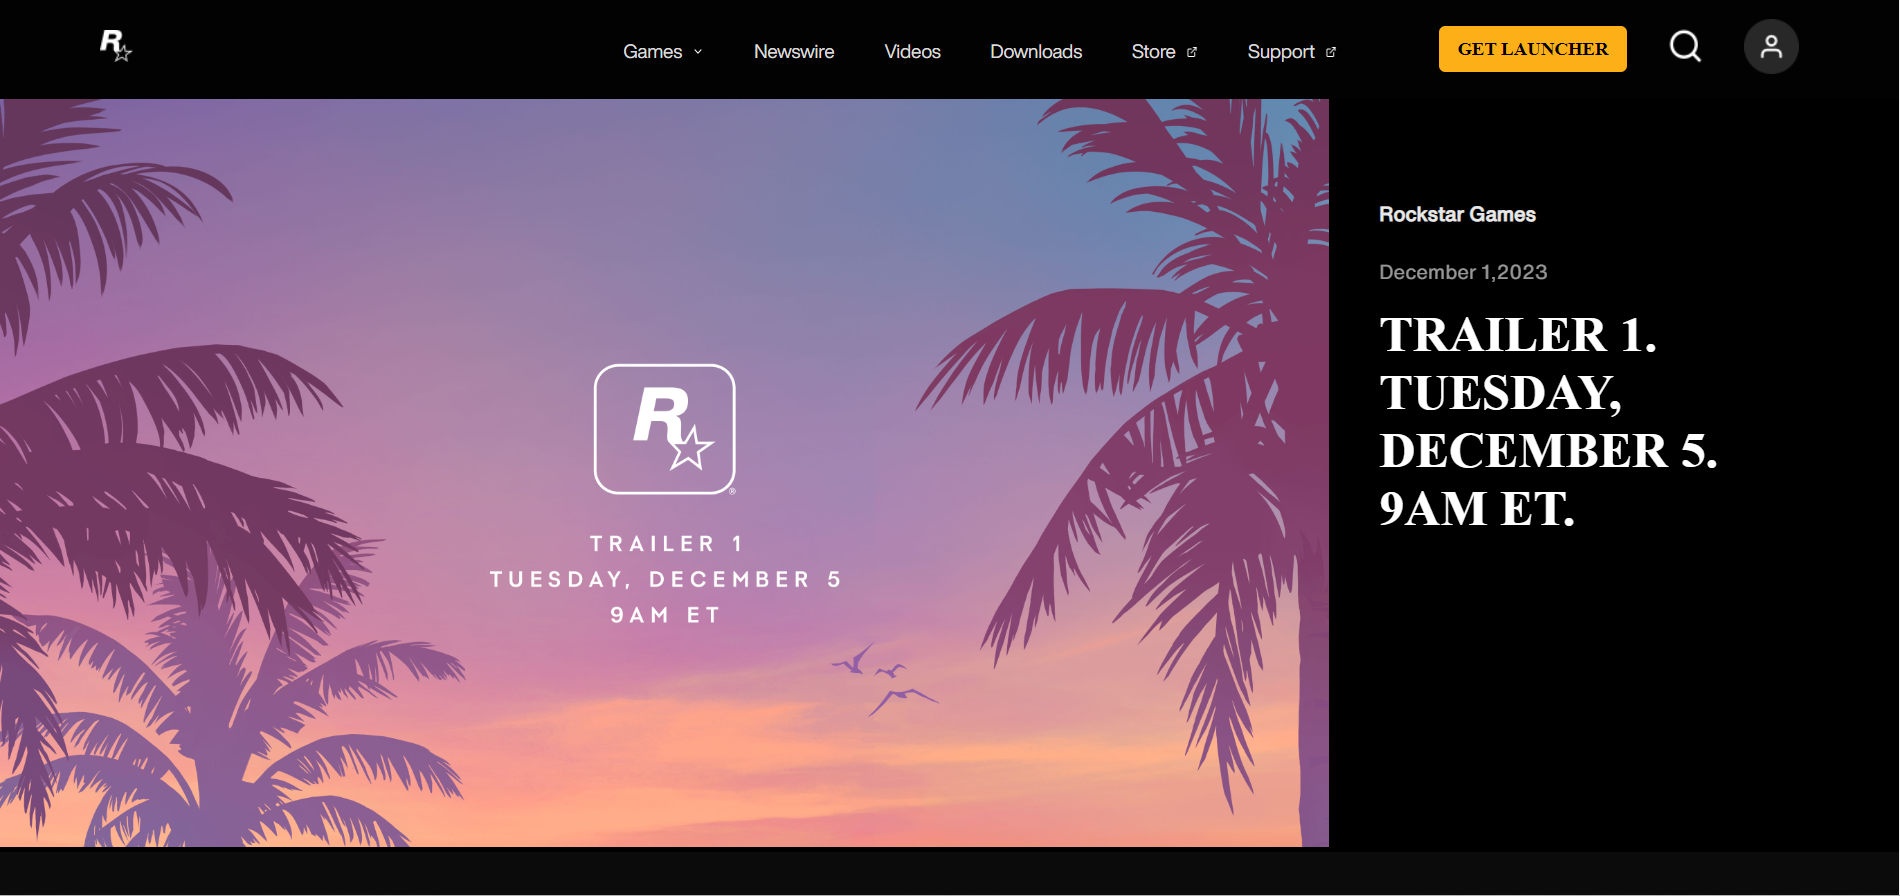 R
Games
Newswire
Videos
Downloads
Store
Support
GET LAUNCHER
R
®
TRAILER 1
TUESDAY, DECEMBER 5
9AM ET
Rockstar Games
December 1,2023
TRAILER 1.
TUESDAY,
DECEMBER 5.
9AM ET.